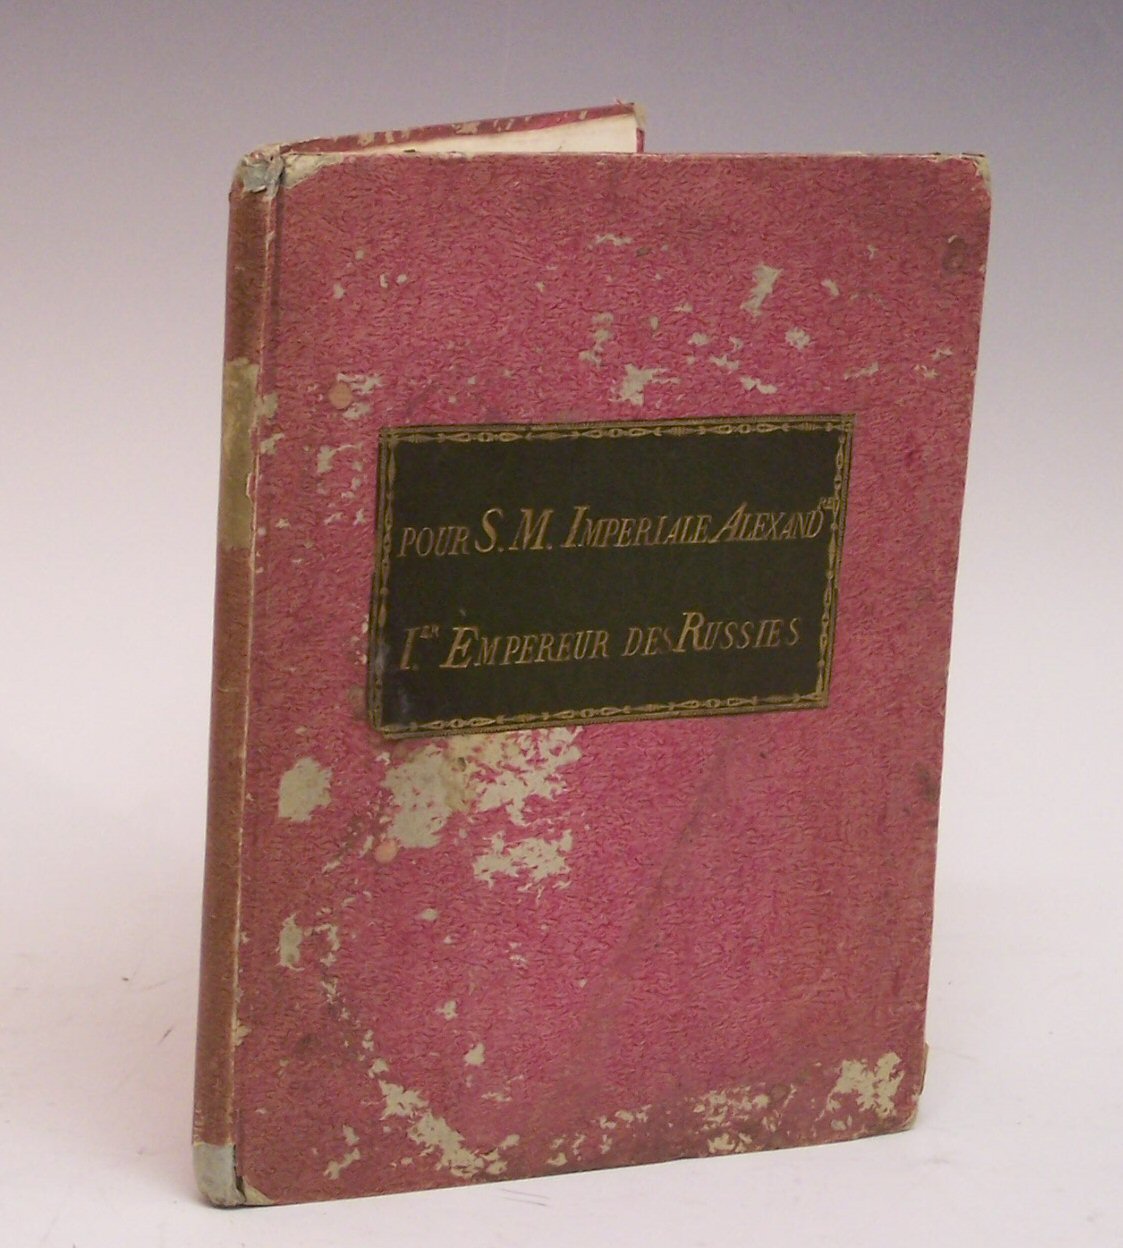 POUR S. M. IMPERIALE ALEXANDRE
I.ER EMPEREUR DES RUSSIES